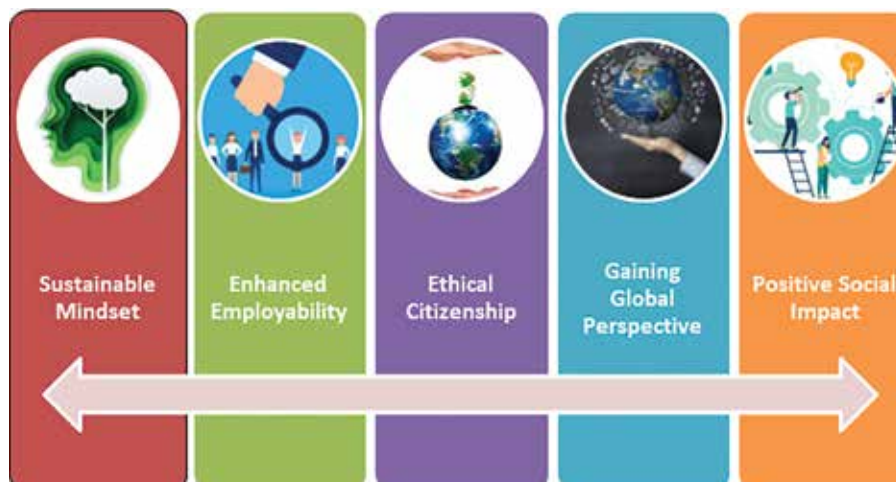 Sustainable
Mindset
Enhanced
Employability
Ethical
Citizenship
Gaining
Global
Perspective
Positive Social
Impact